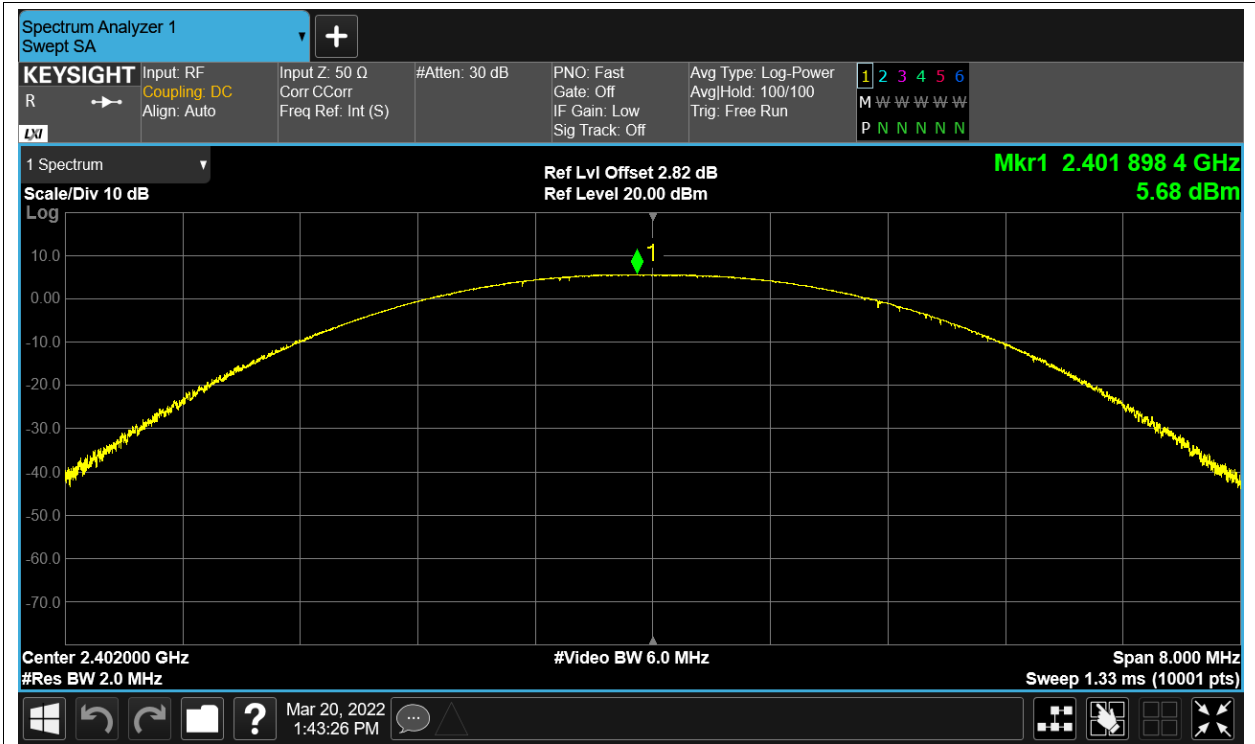 Spectrum Analyzer 1
Swept SA
KEYSIGHT
R
LXI
Input: RF
Coupling: DC
Align: Auto
Input Z: 50 Ω
Corr CCorr
Freq Ref: Int (S)
#Atten: 30 dB
PNO: Fast
Gate: Off
IF Gain: Low
Sig Track: Off
Avg Type: Log-Power
Avg|Hold: 100/100
Trig: Free Run
1 2 3 4 5 6
M W W W W W
P N N N N N
1 Spectrum
Scale/Div 10 dB
Log
Ref Lvl Offset 2.82 dB
Ref Level 20.00 dBm
Mkr1 2.401 898 4 GHz
5.68 dBm
1
10.0
0.00
-10.0
-20.0
-30.0
-40.0
-50.0
-60.0
-70.0
Center 2.402000 GHz
#Res BW 2.0 MHz
#Video BW 6.0 MHz
Span 8.000 MHz
Sweep 1.33 ms (10001 pts)
?
Mar 20, 2022
1:43:26 PM